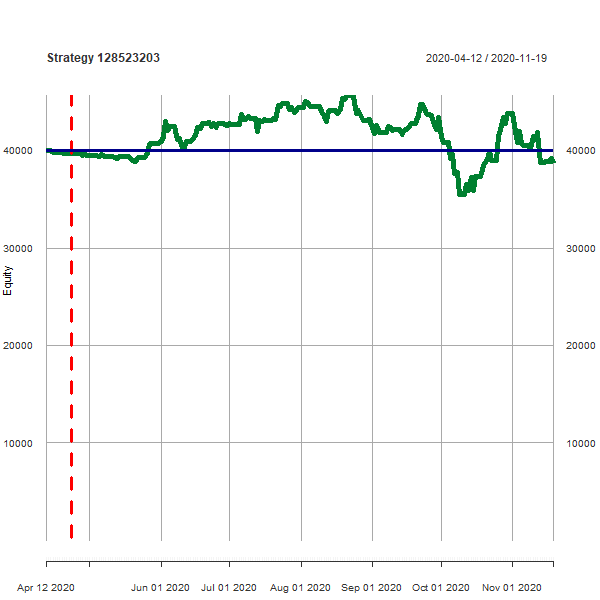 Strategy 128523203
2020-04-12 / 2020-11-19
40000
40000
30000
30000
Equity
20000
20000
10000
10000
Apr 12 2020
Jun 01 2020
Jul 01 2020
Aug 01 2020
Sep 01 2020
Oct 01 2020
Nov 01 2020